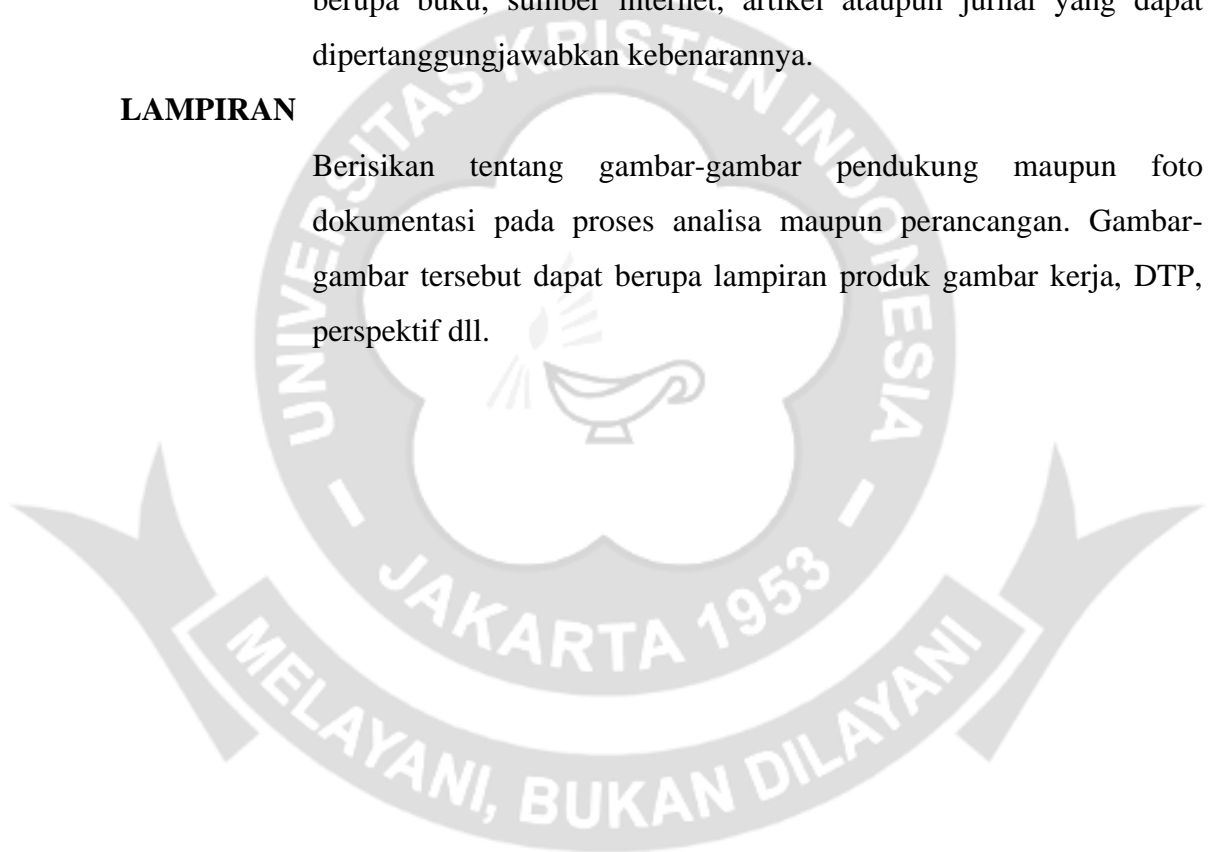 berupa buku, sumber internet, artikel ataupun jurnal yang dapat
dipertanggungjawabkan kebenarannya.
LAMPIRAN
Berisikan tentang gambar-gambar pendukung maupun foto
dokumentasi pada proses analisa maupun perancangan. Gambar-
gambar tersebut dapat berupa lampiran produk gambar kerja, DTP,
perspektif dll.
UNIVERSITAS KRISTEN INDONESIA
JAKARTA 1953
MELAYANI, BUKAN DILAYANI